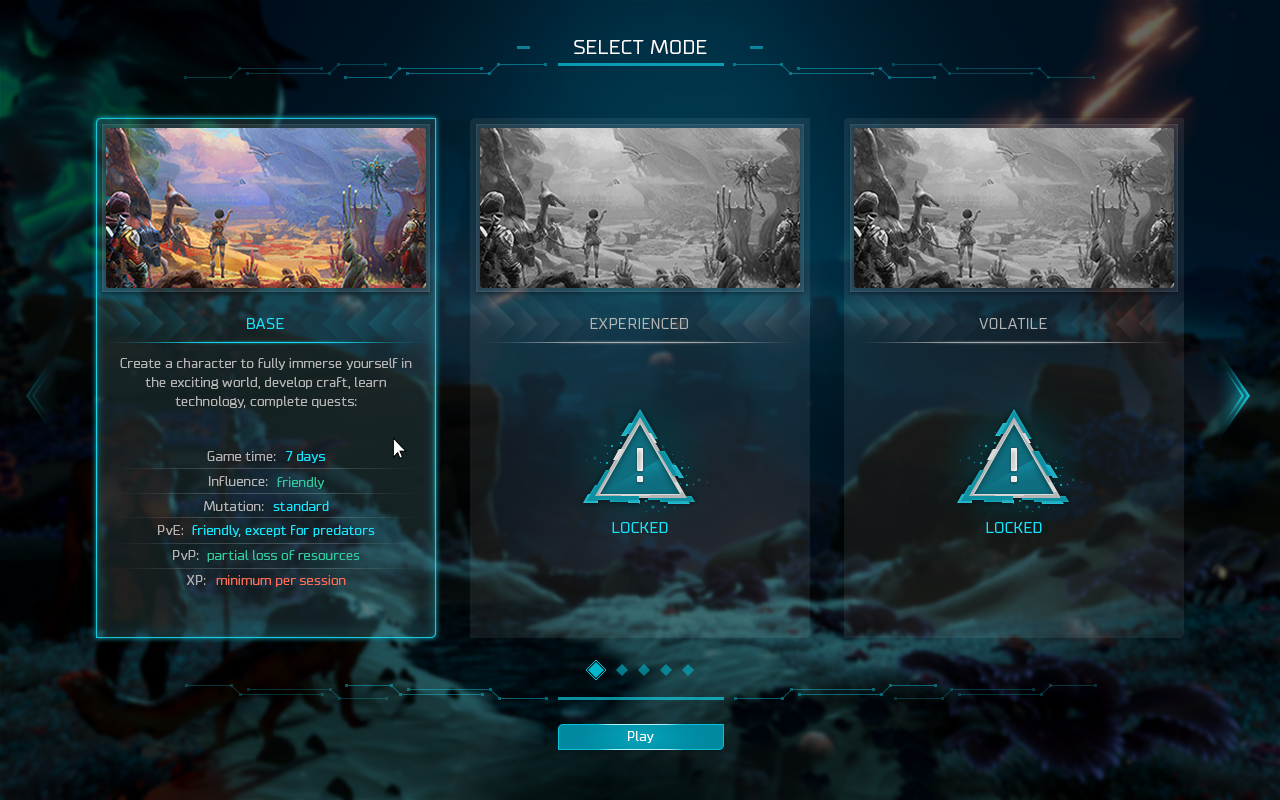 SELECT MODE
BASE
Create a character to fully immerse yourself in
the exciting world, develop craft, learn
technology, complete quests:
Game time: 7 days
Influence: friendly
Mutation: standard
PvE: friendly, except for predators
PvP: partial loss of resources
XP: minimum per session
EXPERIENCED
LOCKED
VOLATILE
LOCKED
Play